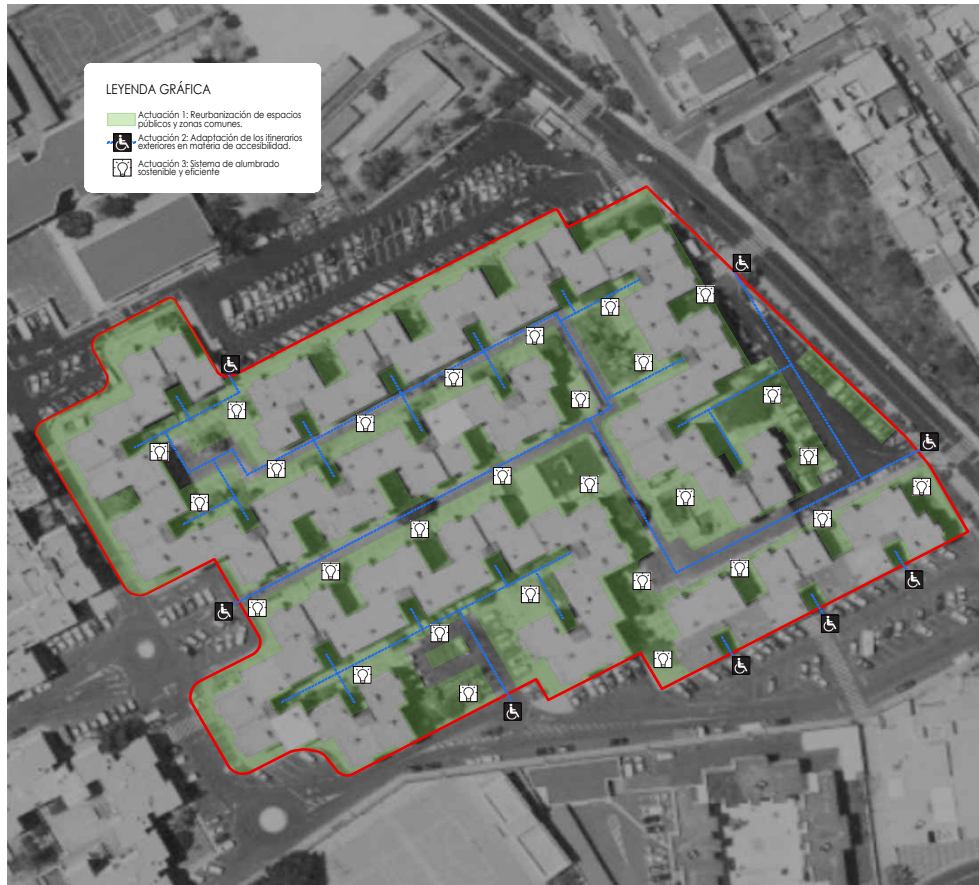 LEYENDA GRÁFICA
Actuación 1: Reurbanización de espacios
públicos y zonas comunes.
Actuación 2: Adaptación de los itinerarios
exteriores en materia de accesibilidad.
Actuación 3: Sistema de alumbrado
sostenible y eficiente